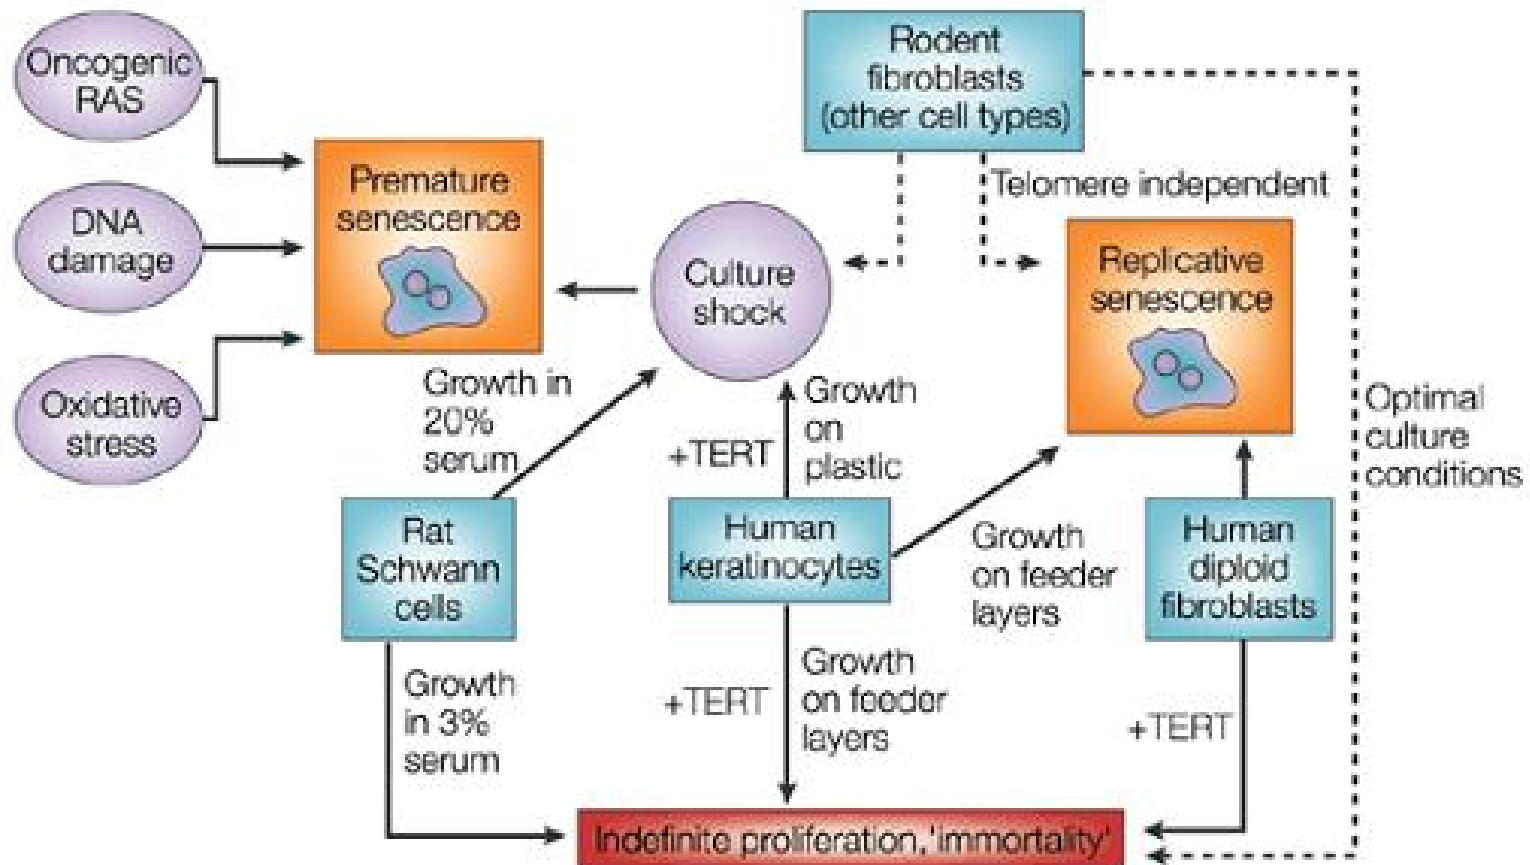 Oncogenic
RAS
DNA
damage
Oxidative
stress
Premature
senescence
Culture
shock
Rodent
fibroblasts
(other cell types)
Telomere independent
Replicative
senescence
Optimal
culture
conditions
Growth in
20%
serum
+TERT
Growth
on
plastic
Rat
Schwann
cells
Human
keratinocytes
Growth
on feeder
layers
Human
diploid
fibroblasts
Growth
in 3%
serum
+TERT
Growth
on feeder
layers
+TERT
Indefinite proliferation,'immortality'